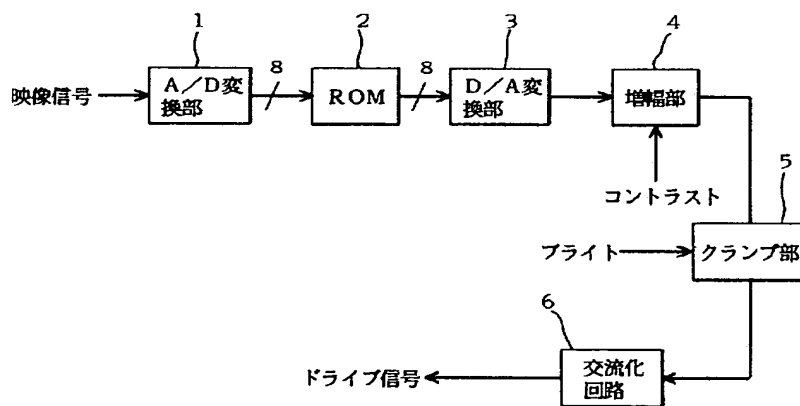 1
2
3
4
8
8
映像信号
A／D変
換部
ROM
D／A変
換部
増幅部
コントラスト
5
ブライト
クランプ部
6
ドライブ信号
交流化
回路